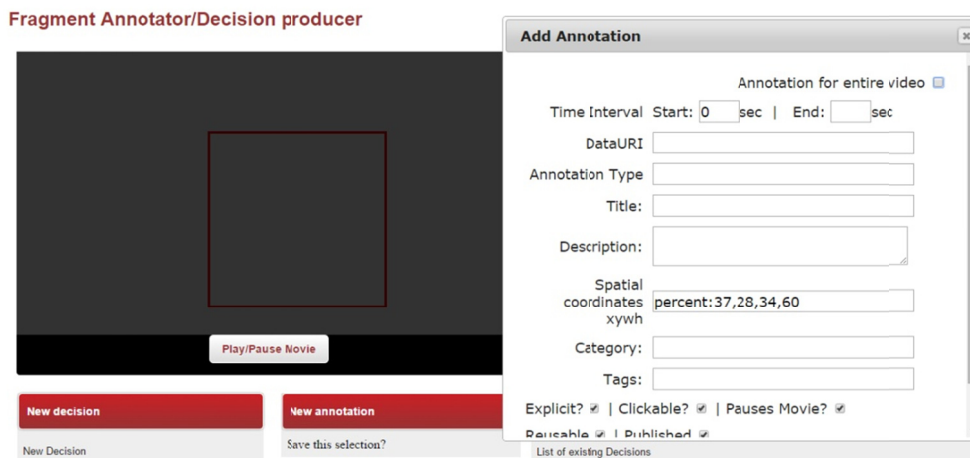 Fragment Annotator/Decision producer
Play/Pause Movie
New decision
New Decision
New annotation
Save this selection?
Add Annotation
Annotation for entire video
Time Interval Start: 0 sec | End: sec
DataURI
Annotation Type
Title:
Description:
Spatial
coordinates percent:37,28,34,60
xywh
Category:
Tags:
Explicit? | Clickable? | Pauses Movie?
Reusable | Published
List of existing Decisions